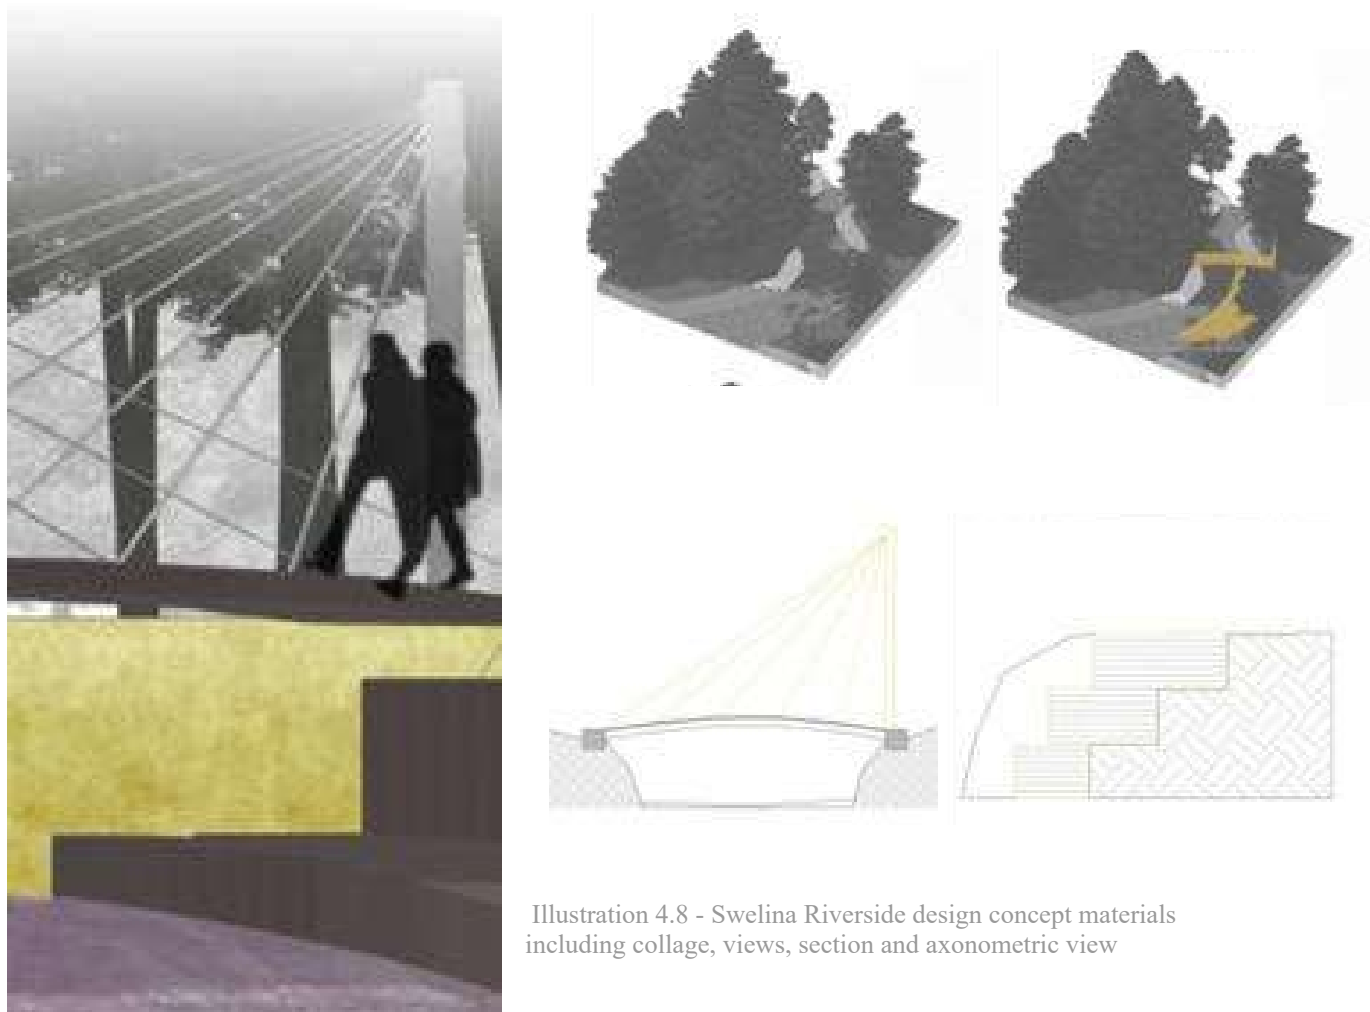 Illustration 4.8 - Swelina Riverside design concept materials
including collage, views, section and axonometric view